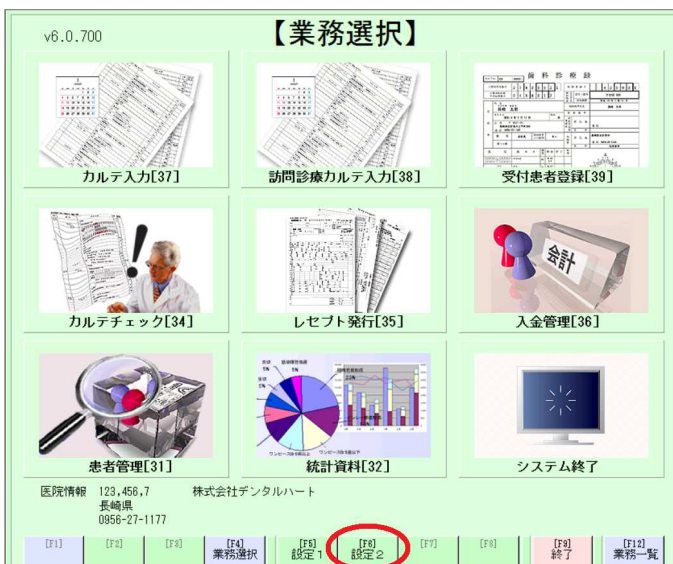 v6.0.700
【業務選択】
歯科診療録
カルテ入力[37]
訪問診療カルテ入力[38]
受付患者登録[39]
会計
カルテチェック[34]
レセプト発行[35]
入金管理[36]
患者管理[31]
統計資料[32]
システム終了
医院情報 123,456,7 株式会社デンタルハート
長崎県
0956-27-1177
[F1] [F2] [F3] [F4] [F5] [F6] [F7] [F8] [F9] [F12]
業務選択 設定1 設定2 終了 業務一覧